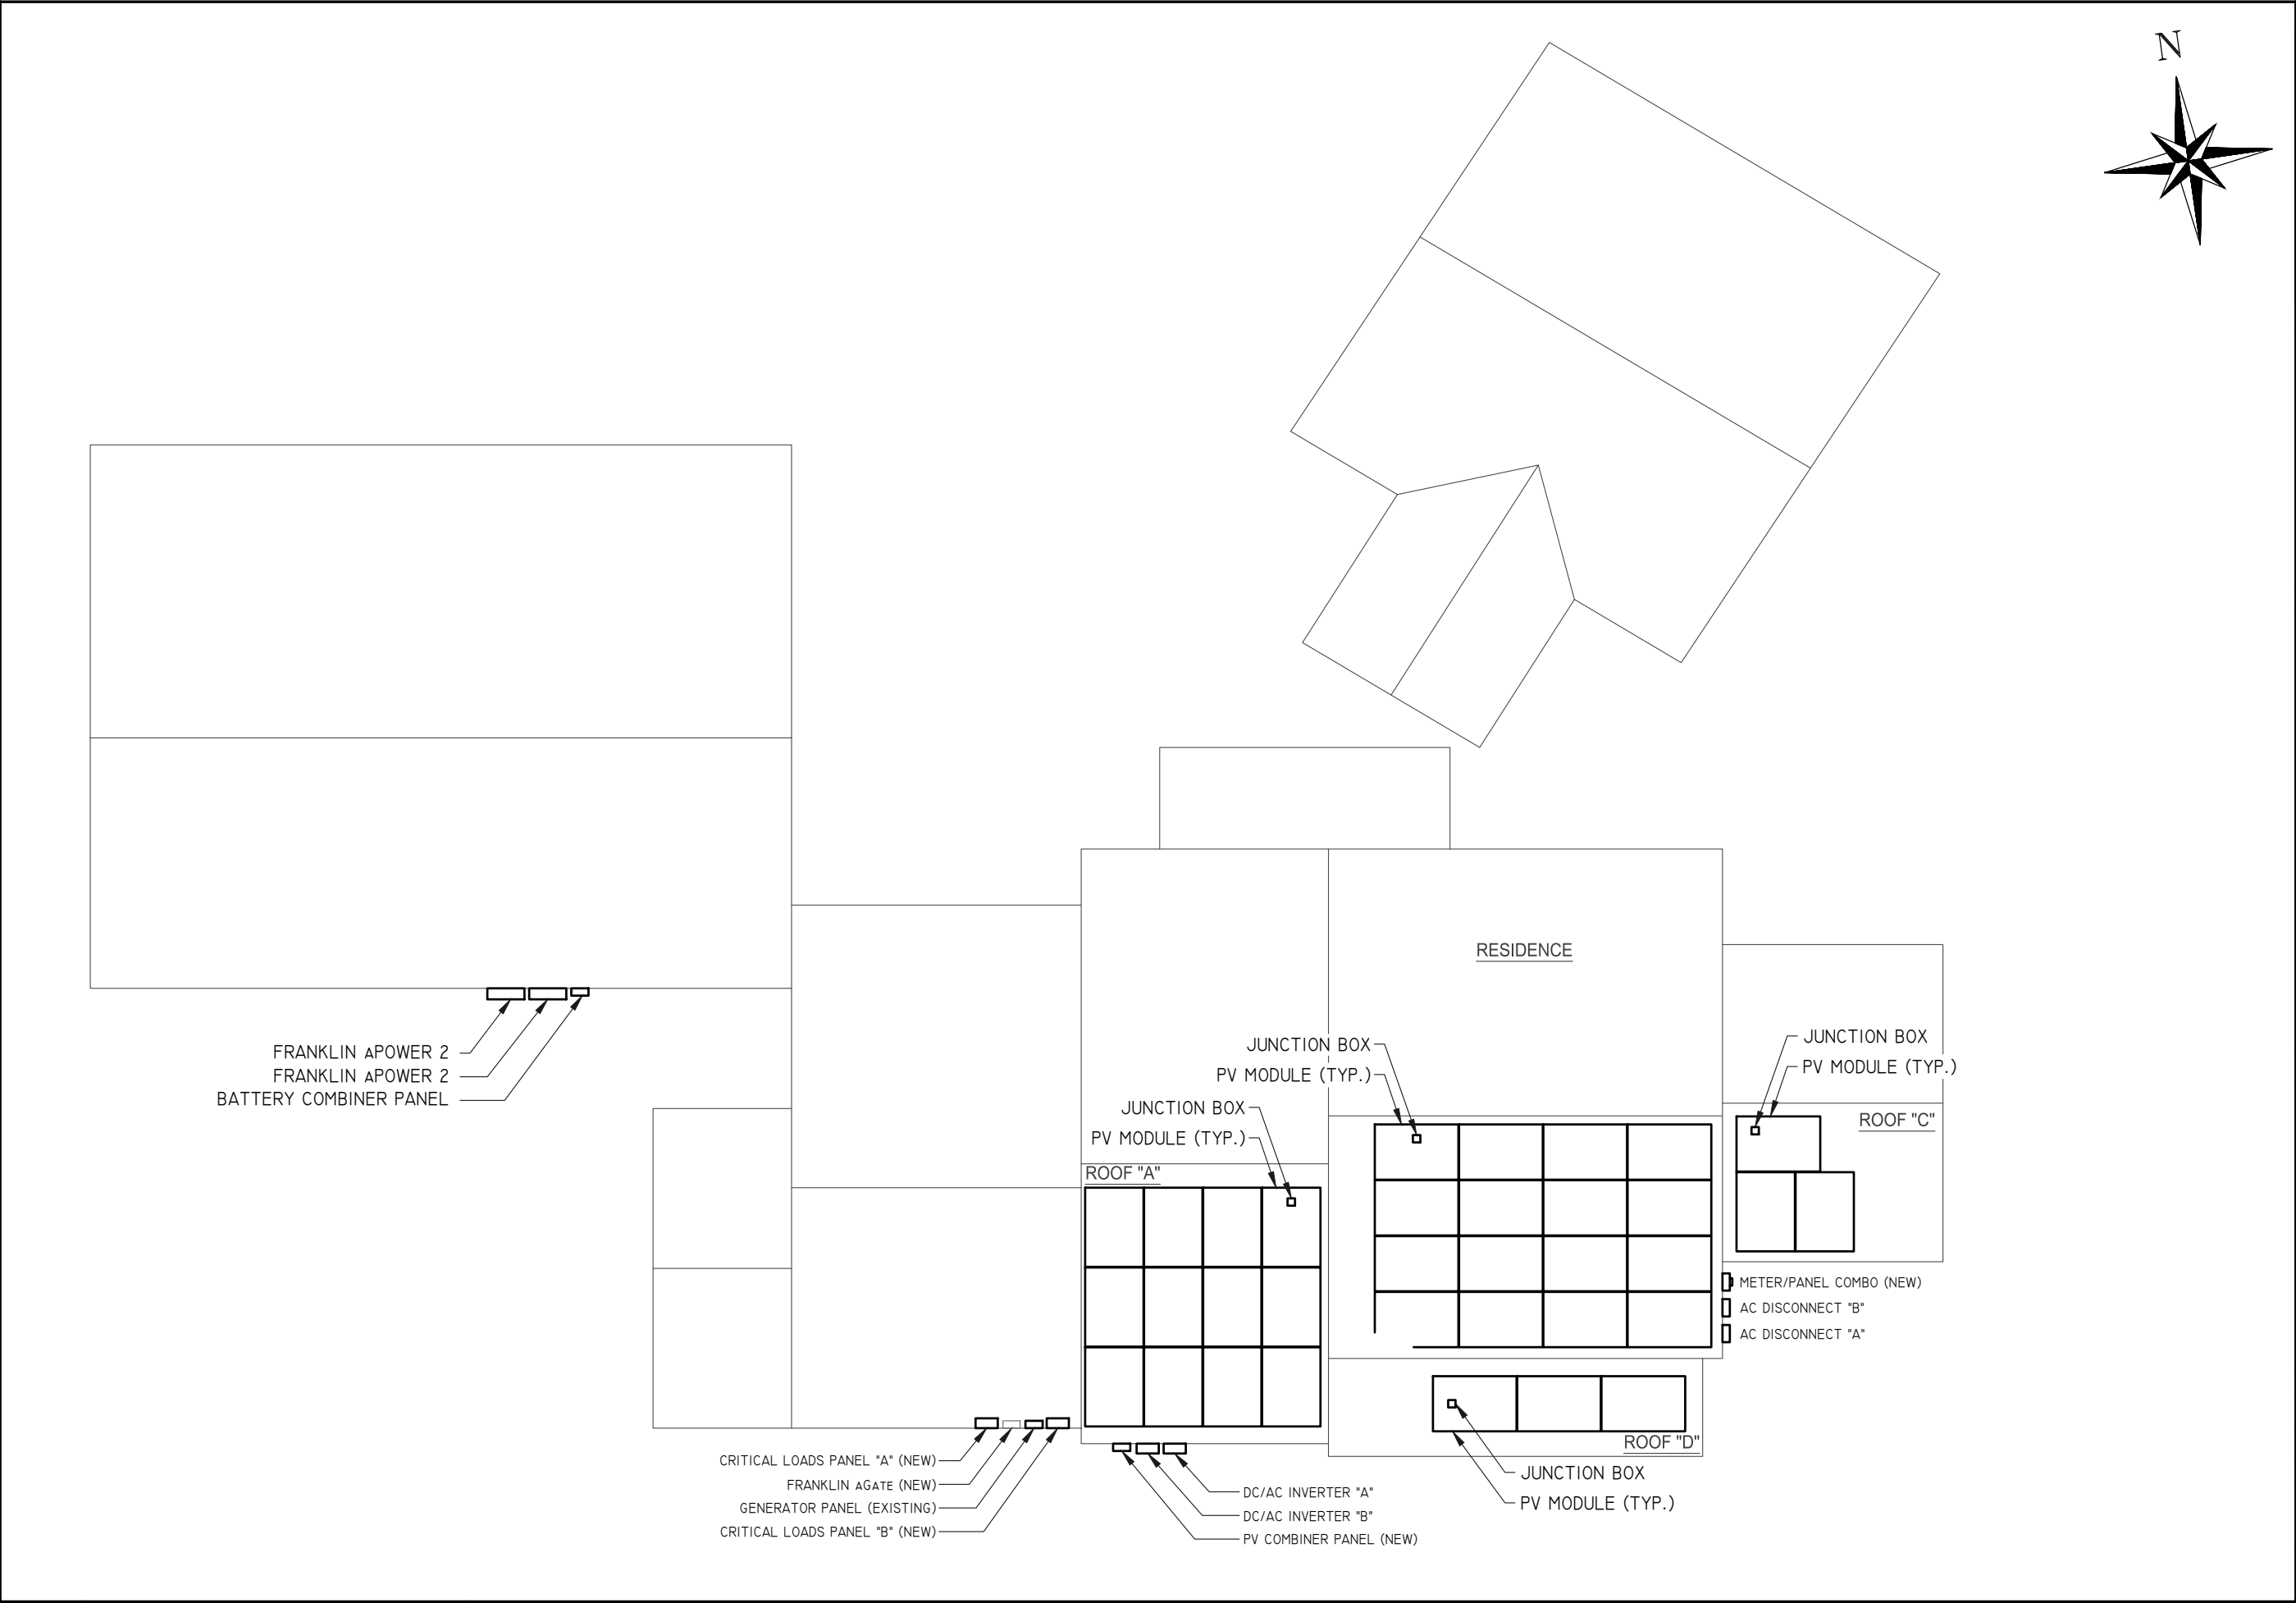 N
RESIDENCE
JUNCTION BOX
PV MODULE (TYP.)
ROOF "C"
JUNCTION BOX
PV MODULE (TYP.)
JUNCTION BOX
PV MODULE (TYP.)
ROOF "A"
FRANKLIN APOWER 2
FRANKLIN APOWER 2
BATTERY COMBINER PANEL
METER/PANEL COMBO (NEW)
AC DISCONNECT "B"
AC DISCONNECT "A"
ROOF "D"
JUNCTION BOX
PV MODULE (TYP.)
CRITICAL LOADS PANEL "A" (NEW)
FRANKLIN AGATE (NEW)
GENERATOR PANEL (EXISTING)
CRITICAL LOADS PANEL "B" (NEW)
DC/AC INVERTER "A"
DC/AC INVERTER "B"
PV COMBINER PANEL (NEW)